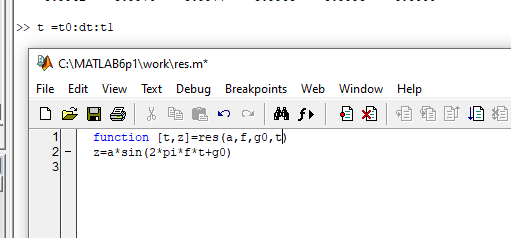 >> t =t0:dt:t1
C:\MATLAB6p1\work\res.m*
File Edit View Text Debug Breakpoints Web Window Help
1 function [t,z]=res(a,f,g0,t)
2 – z=a*sin(2*pi*f*t+g0)
3